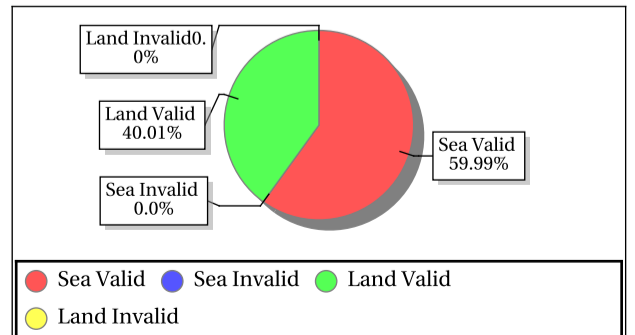 Land Invalid0.
0%
Land Valid
40.01%
Sea Valid
59.99%
Sea Invalid
0.0%
Sea Valid
Sea Invalid
Land Valid
Land Invalid